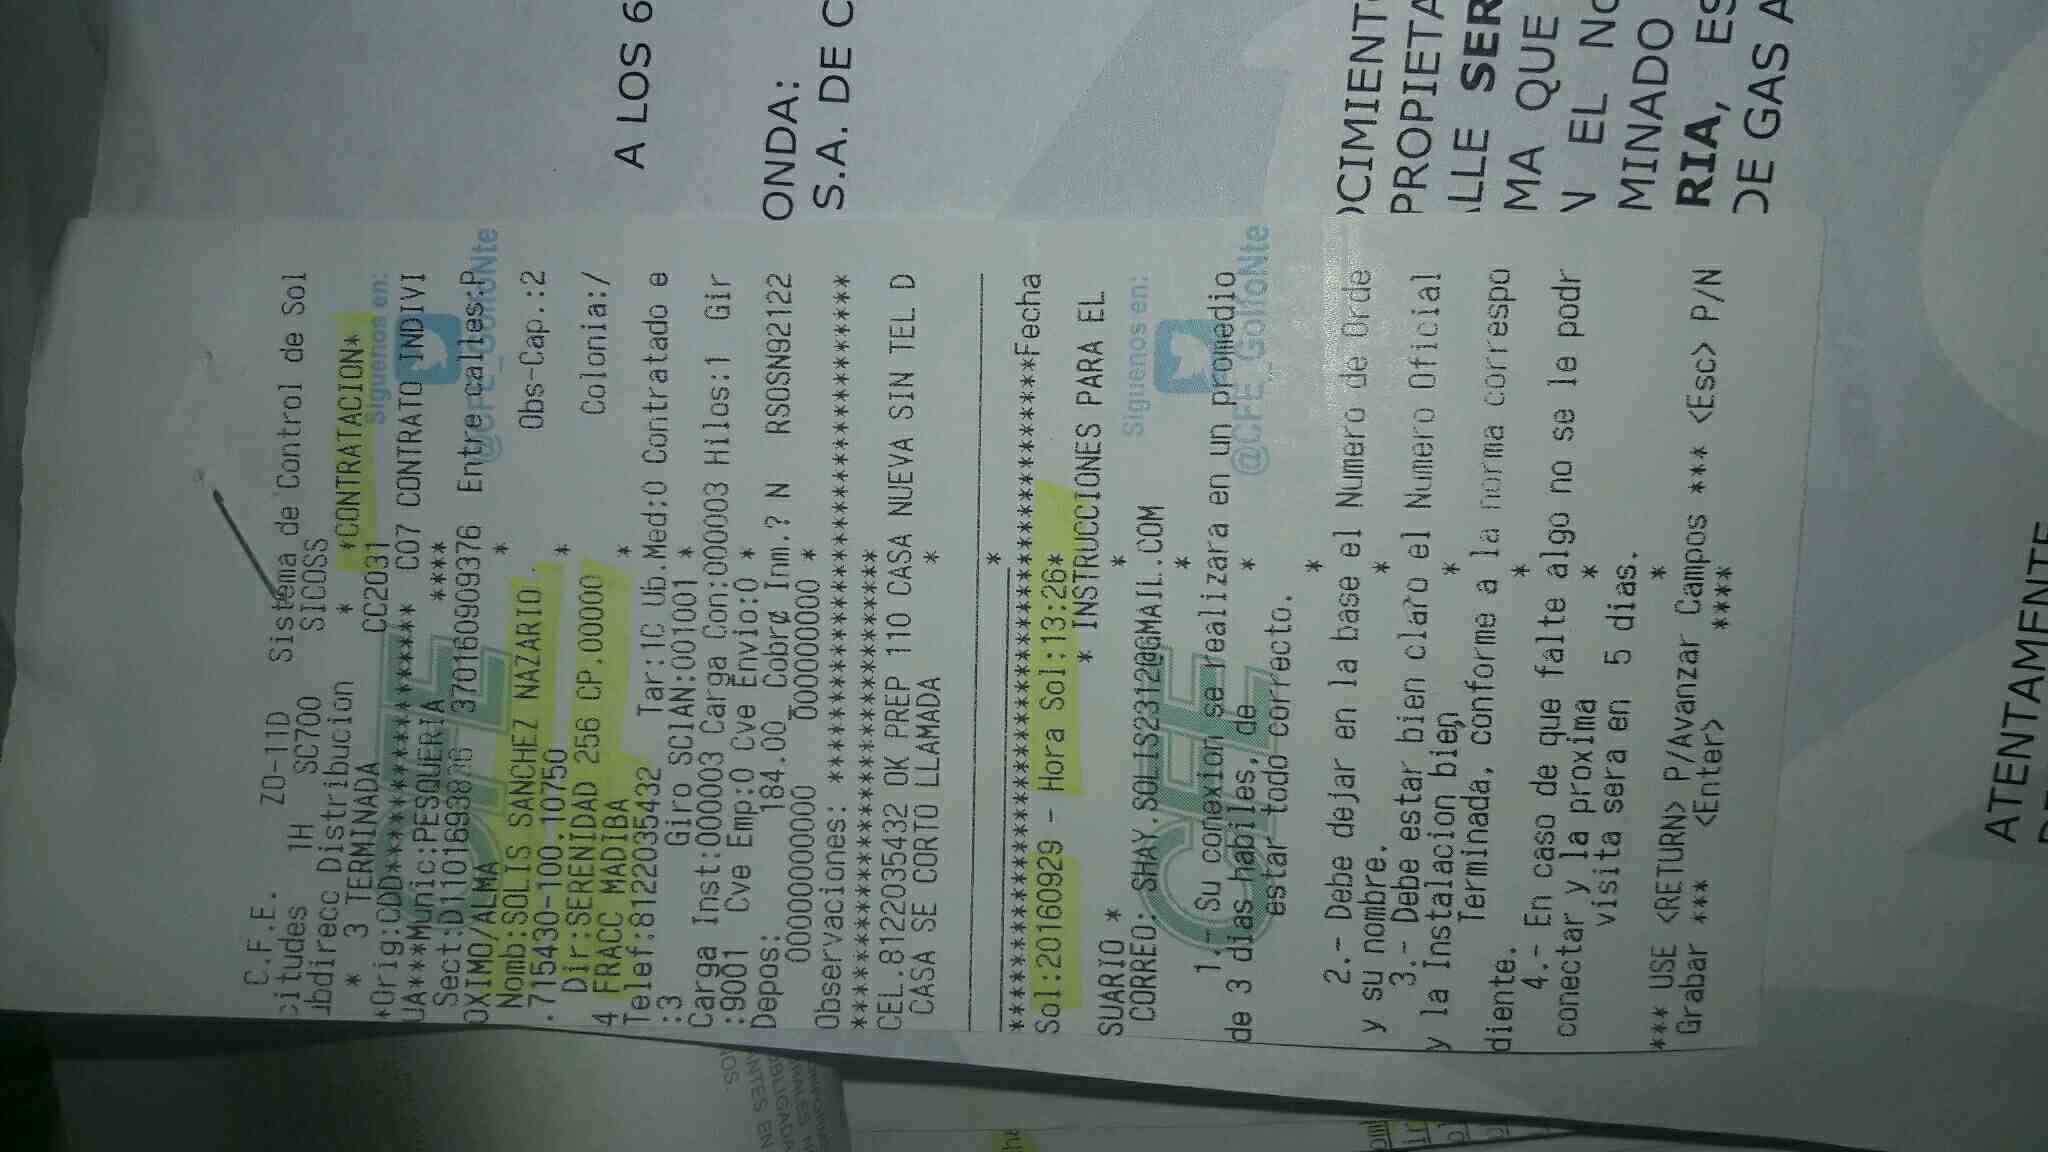 C.F.E. ZO-11D Sistema de Control de Sol
citudes 1H SC700 SICOSS
ubdirecc Distribucion * *CONTRATACION*
* 3 TERMINADA CC2031
Siguenos en:
*Orig:CDD********************* C07 CONTRATO INDIVI
UA***Munic:PESQUERIA ****
@CFE_GolfoNte
Sect:D11016938 370160909376 Entre calles:P
OXIMO/ALMA *
Nomb:SOLIS SANCHEZ NAZARIO, Obs-Cap.:2
.715430-100.10750 *
Dir:SERENIDAD 256 CP.00000 Colonia:/
4 FRACC MADIBA *
Telef:8122035432 Tar:1C Ub.Med:0 Contratado e
:3 Giro SCIAN:001001 *
Carga Inst:000003 Carga Con:000003 Hilos:1 Gir
:9001 Cve Emp:0 Cve Envio:0 *
Depos: 184.00 Cobrø Inm.? N RSOSN92122
00000000000 000000000 *
Observaciones: **********************************
******************************
CEL.8122035432 OK PREP 110 CASA NUEVA SIN TEL D
CASA SE CORTO LLAMADA *
*
*********************************************Fecha
Sol:20160929 - Hora Sol:13:26*
* INSTRUCCIONES PARA EL
SUARIO * *
Siguenos en:
CORREO: SHAY.SOLIS2312@GMAIL.COM
*
CFE
1.- Su conexion se realizara en un promedio
de 3 dias habiles, de *
@CFE_GolfoNte
estar todo correcto.
*
2.- Debe dejar en la base el Numero de Orde
y su nombre. *
3.- Debe estar bien claro el Numero Oficial
y la Instalacion bien *
Terminada, conforme a la norma correspo
diente. *
4.- En caso de que falte algo no se le podr
conectar y la proxima *
visita sera en 5 dias.
*
*** USE <RETURN> P/Avanzar Campos *** <Esc> P/N
Grabar *** <Enter> ****
A LOS 6
ONDA:
S.A. DE C
OCIMIENTO
PROPIETA
LLE SER
MA QUE
V EL NO
MINADO
RIA, ES
DE GAS A
ATENTAMENTE